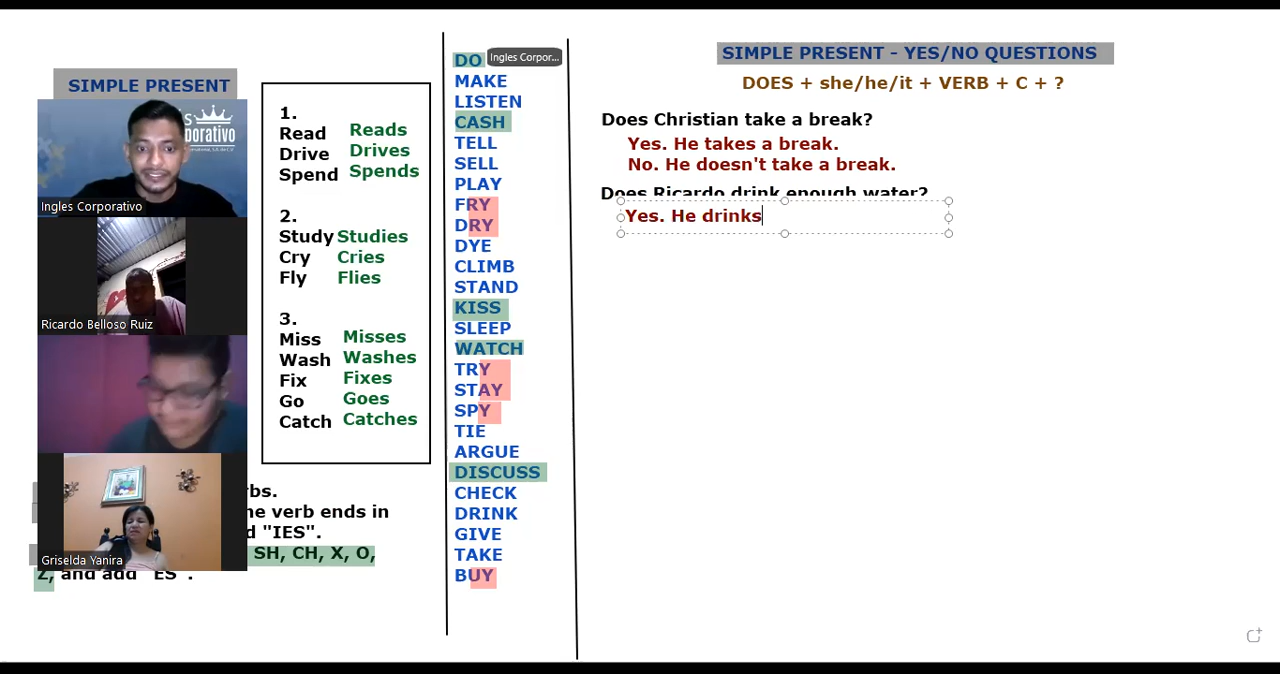 SIMPLE PRESENT
s
orporativo
Ingles Corporativo
Ricardo Belloso Ruiz
Griselda Yanira
rbs.
he verb ends in
d "IES".
SH, CH, X, O,
Z, and add "ES".
1.
Read Reads
Drive Drives
Spend Spends
2.
Study Studies
Cry Cries
Fly Flies
3.
Miss Misses
Wash Washes
Fix Fixes
Go Goes
Catch Catches
DO
Ingles Corpor...
MAKE
LISTEN
CASH
TELL
SELL
PLAY
FRY
DRY
DYE
CLIMB
STAND
KISS
SLEEP
WATCH
TRY
STAY
SPY
TIE
ARGUE
DISCUSS
CHECK
DRINK
GIVE
TAKE
BUY
SIMPLE PRESENT - YES/NO QUESTIONS
DOES + she/he/it + VERB + C + ?
Does Christian take a break?
Yes. He takes a break.
No. He doesn't take a break.
Does Ricardo drink enough water?
Yes. He drinks